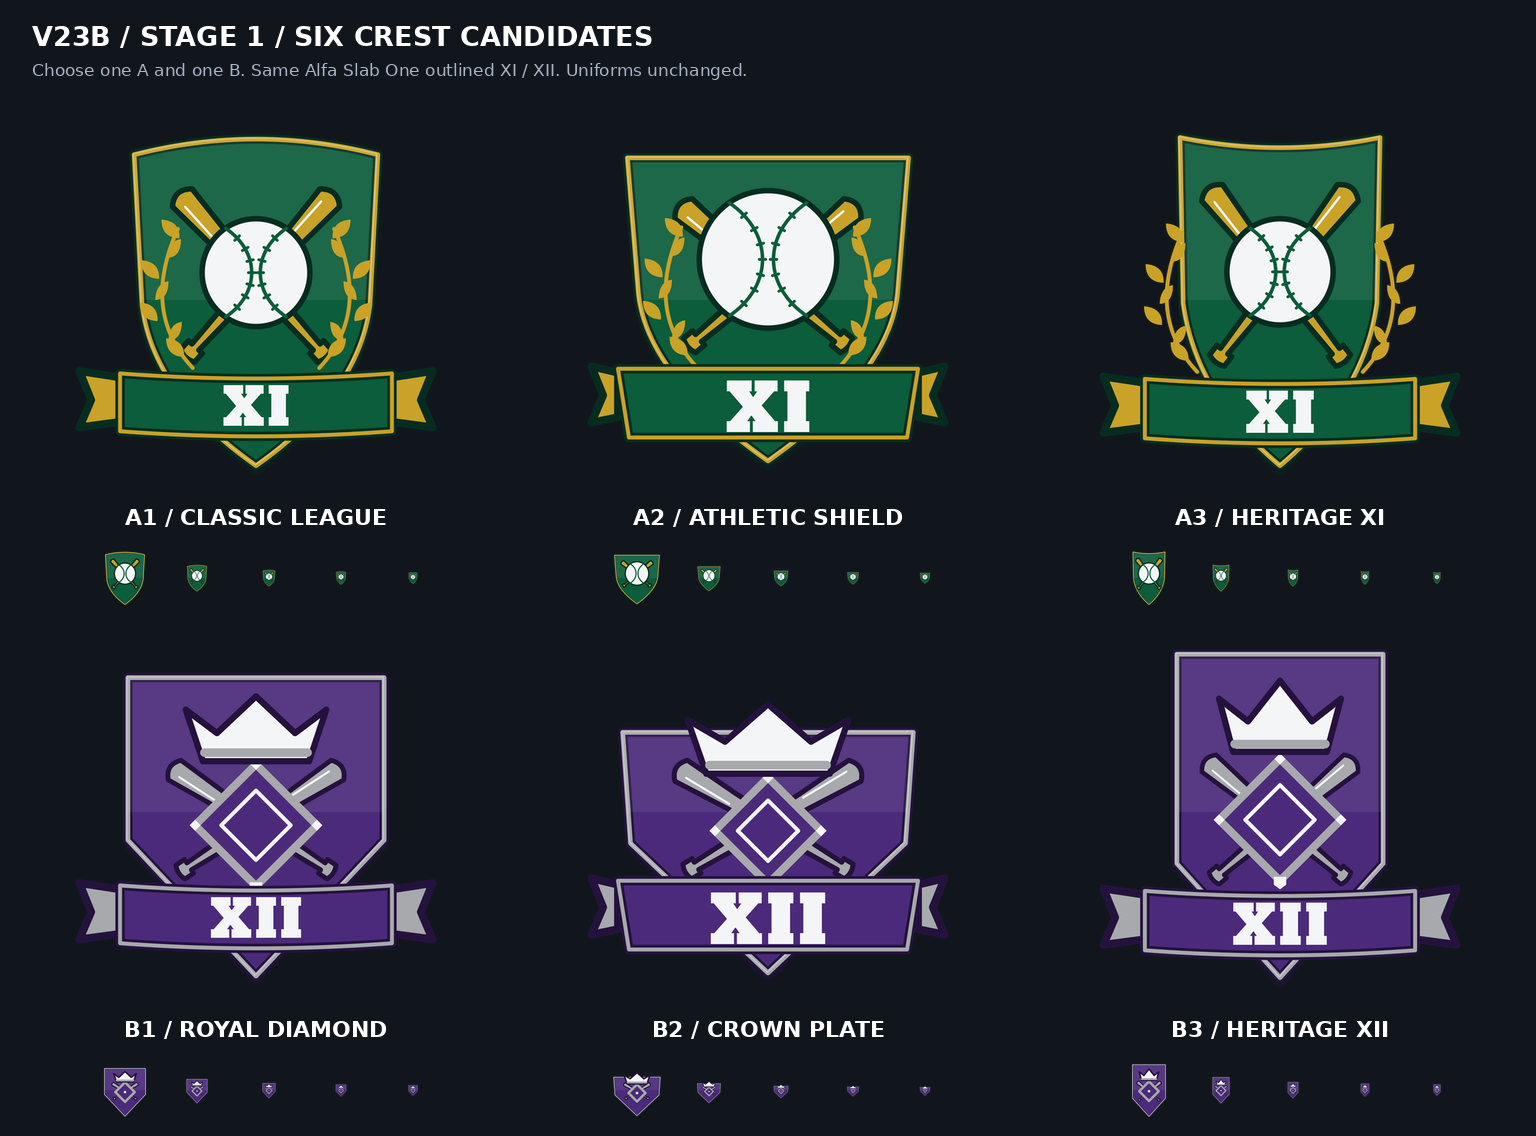 V23B / STAGE 1 / SIX CREST CANDIDATES
Choose one A and one B. Same Alfa Slab One outlined XI / XII. Uniforms unchanged.
XI
XI
XI
A1 / CLASSIC LEAGUE
A2 / ATHLETIC SHIELD
A3 / HERITAGE XI
XII
XII
XII
B1 / ROYAL DIAMOND
B2 / CROWN PLATE
B3 / HERITAGE XII